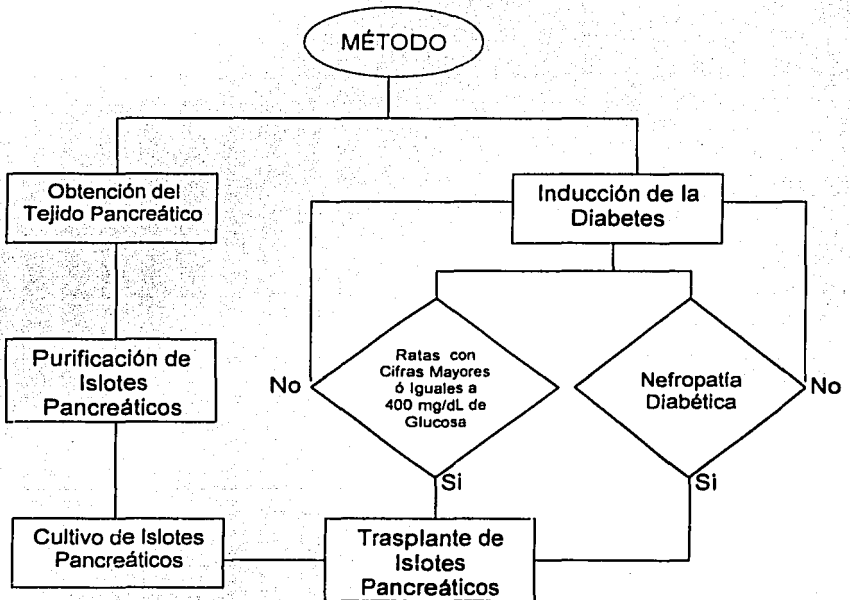 MÉTODO
Obtención del
Tejido Pancreático
Inducción de la
Diabetes
Purificación de
Islotes
Pancreáticos
No
Ratas con
Cifras Mayores
ó Iguales a
400 mg/dL de
Glucosa
Nefropatía
Diabética
No
Si
Si
Cultivo de Islotes
Pancreáticos
Trasplante de
Islotes
Pancreáticos